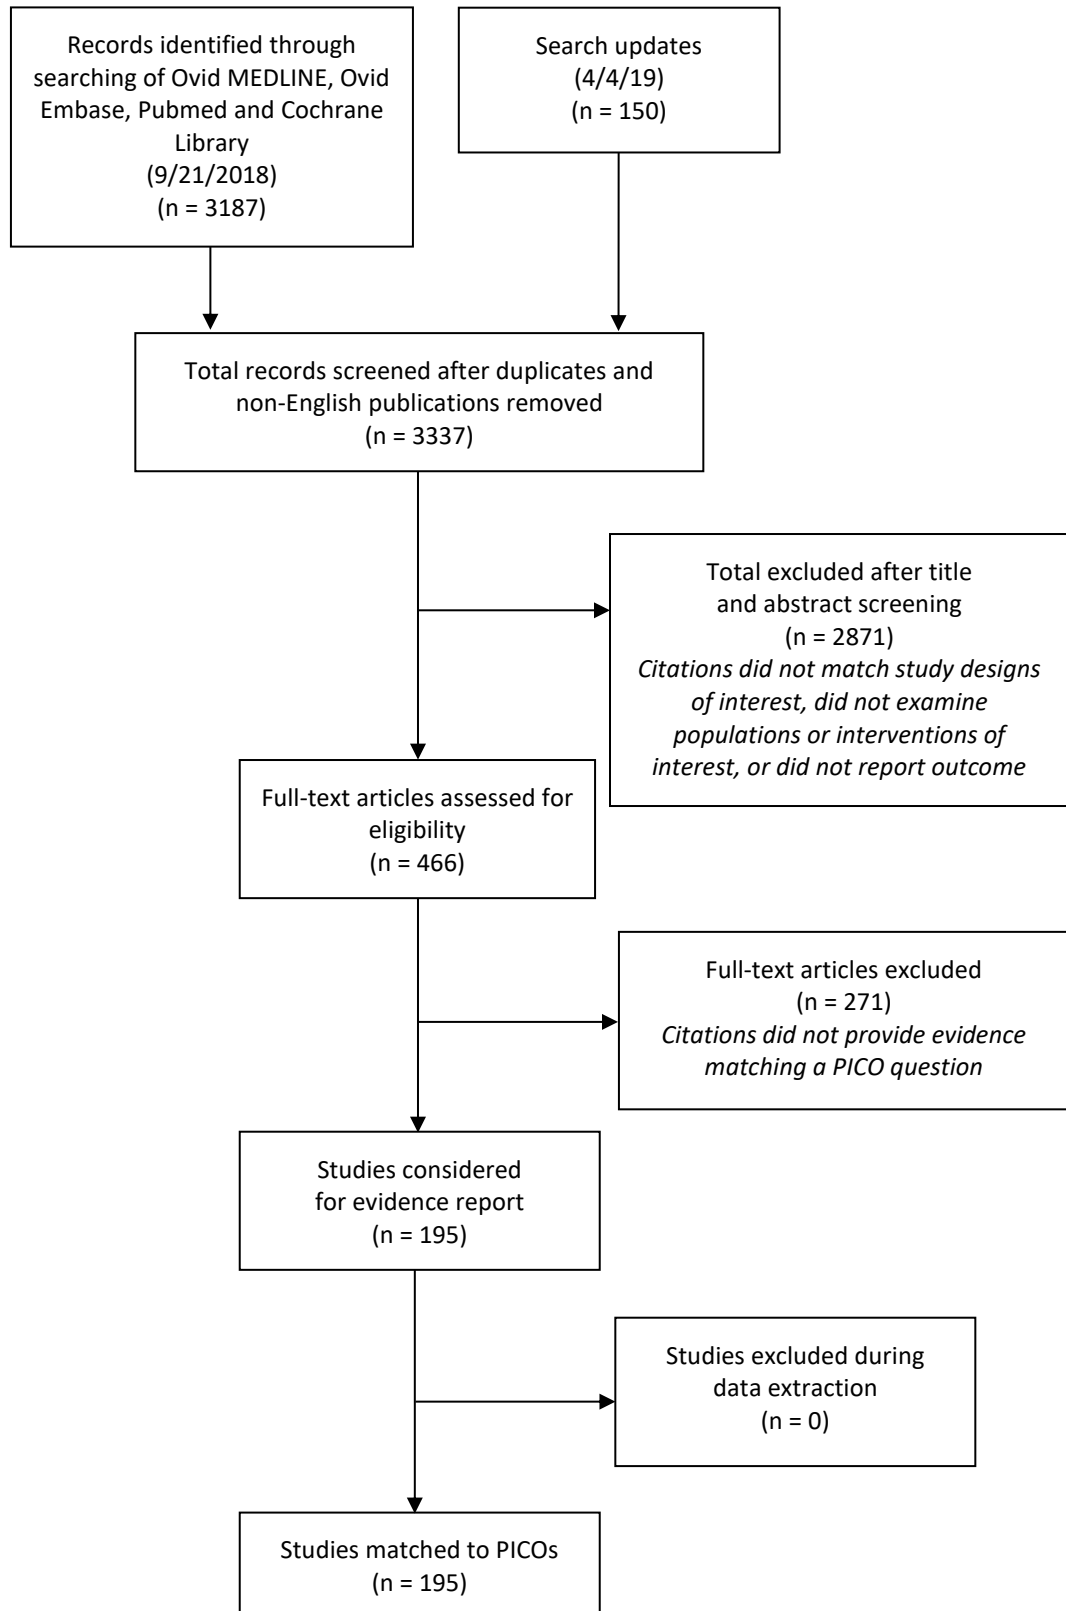 Records identified through
searching of Ovid MEDLINE, Ovid
Embase, Pubmed and Cochrane
Library
(9/21/2018)
(n = 3187)
Search updates
(4/4/19)
(n = 150)
Total records screened after duplicates and
non-English publications removed
(n = 3337)
Total excluded after title
and abstract screening
(n = 2871)
Citations did not match study designs
of interest, did not examine
populations or interventions of
interest, or did not report outcome
Full-text articles assessed for
eligibility
(n = 466)
Full-text articles excluded
(n = 271)
Citations did not provide evidence
matching a PICO question
Studies considered
for evidence report
(n = 195)
Studies excluded during
data extraction
(n = 0)
Studies matched to PICOs
(n = 195)